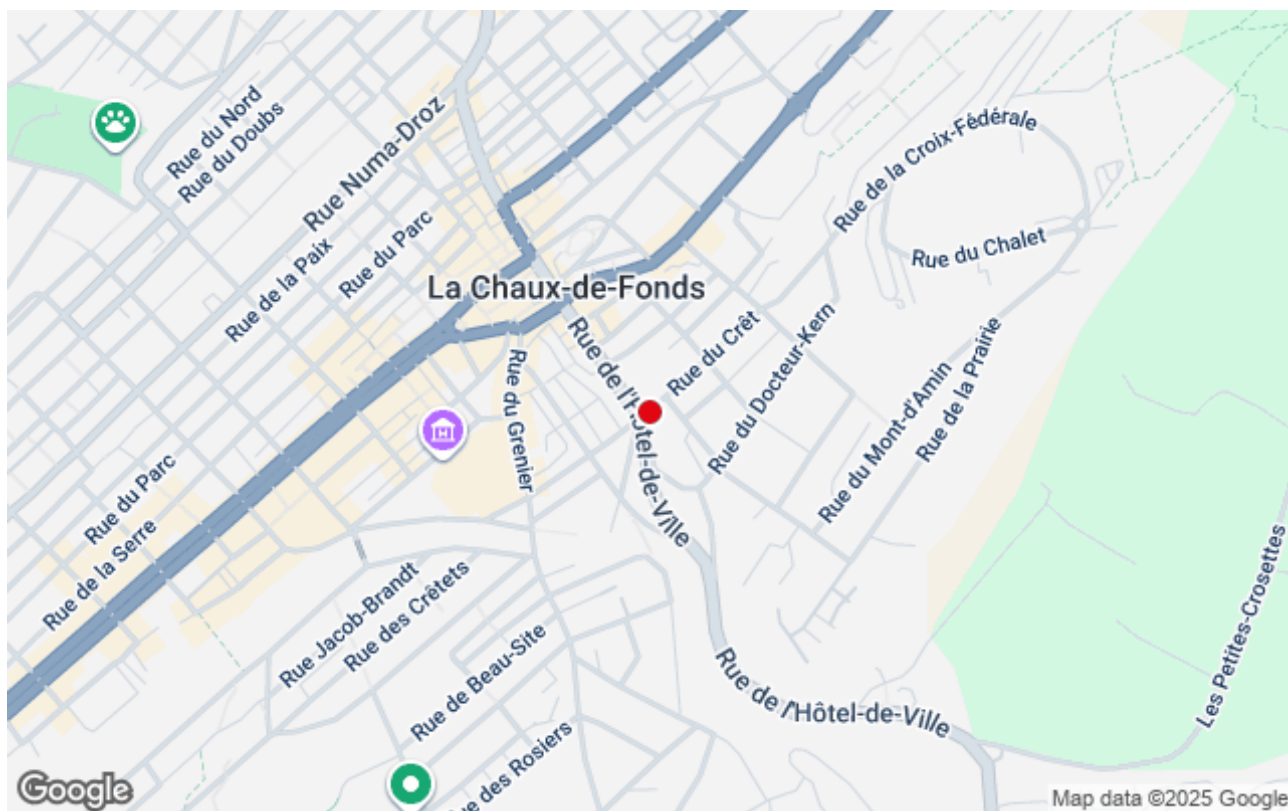 Rue du Nord
Rue du Doubs
Rue Numa-Droz
Rue de la Croix-Fédérale
Rue du Parc
Rue de la Paix
Rue du Chalet
La Chaux-de-Fonds
Rue du Crêt
Rue du Docteur-Kern
Rue de l'Hôtel-de-Ville
Rue du Grenier
Rue de la Prairie
Rue du Mont-d'Amin
H
Rue du Parc
Rue de la Serre
Rue Jacob-Brandt
Rue des Crêtets
Rue de Beau-Site
Rue de l'Hôtel-de-Ville
Les Petites-Crosettes
Rue des Rosiers
Google
Map data ©2025 Google